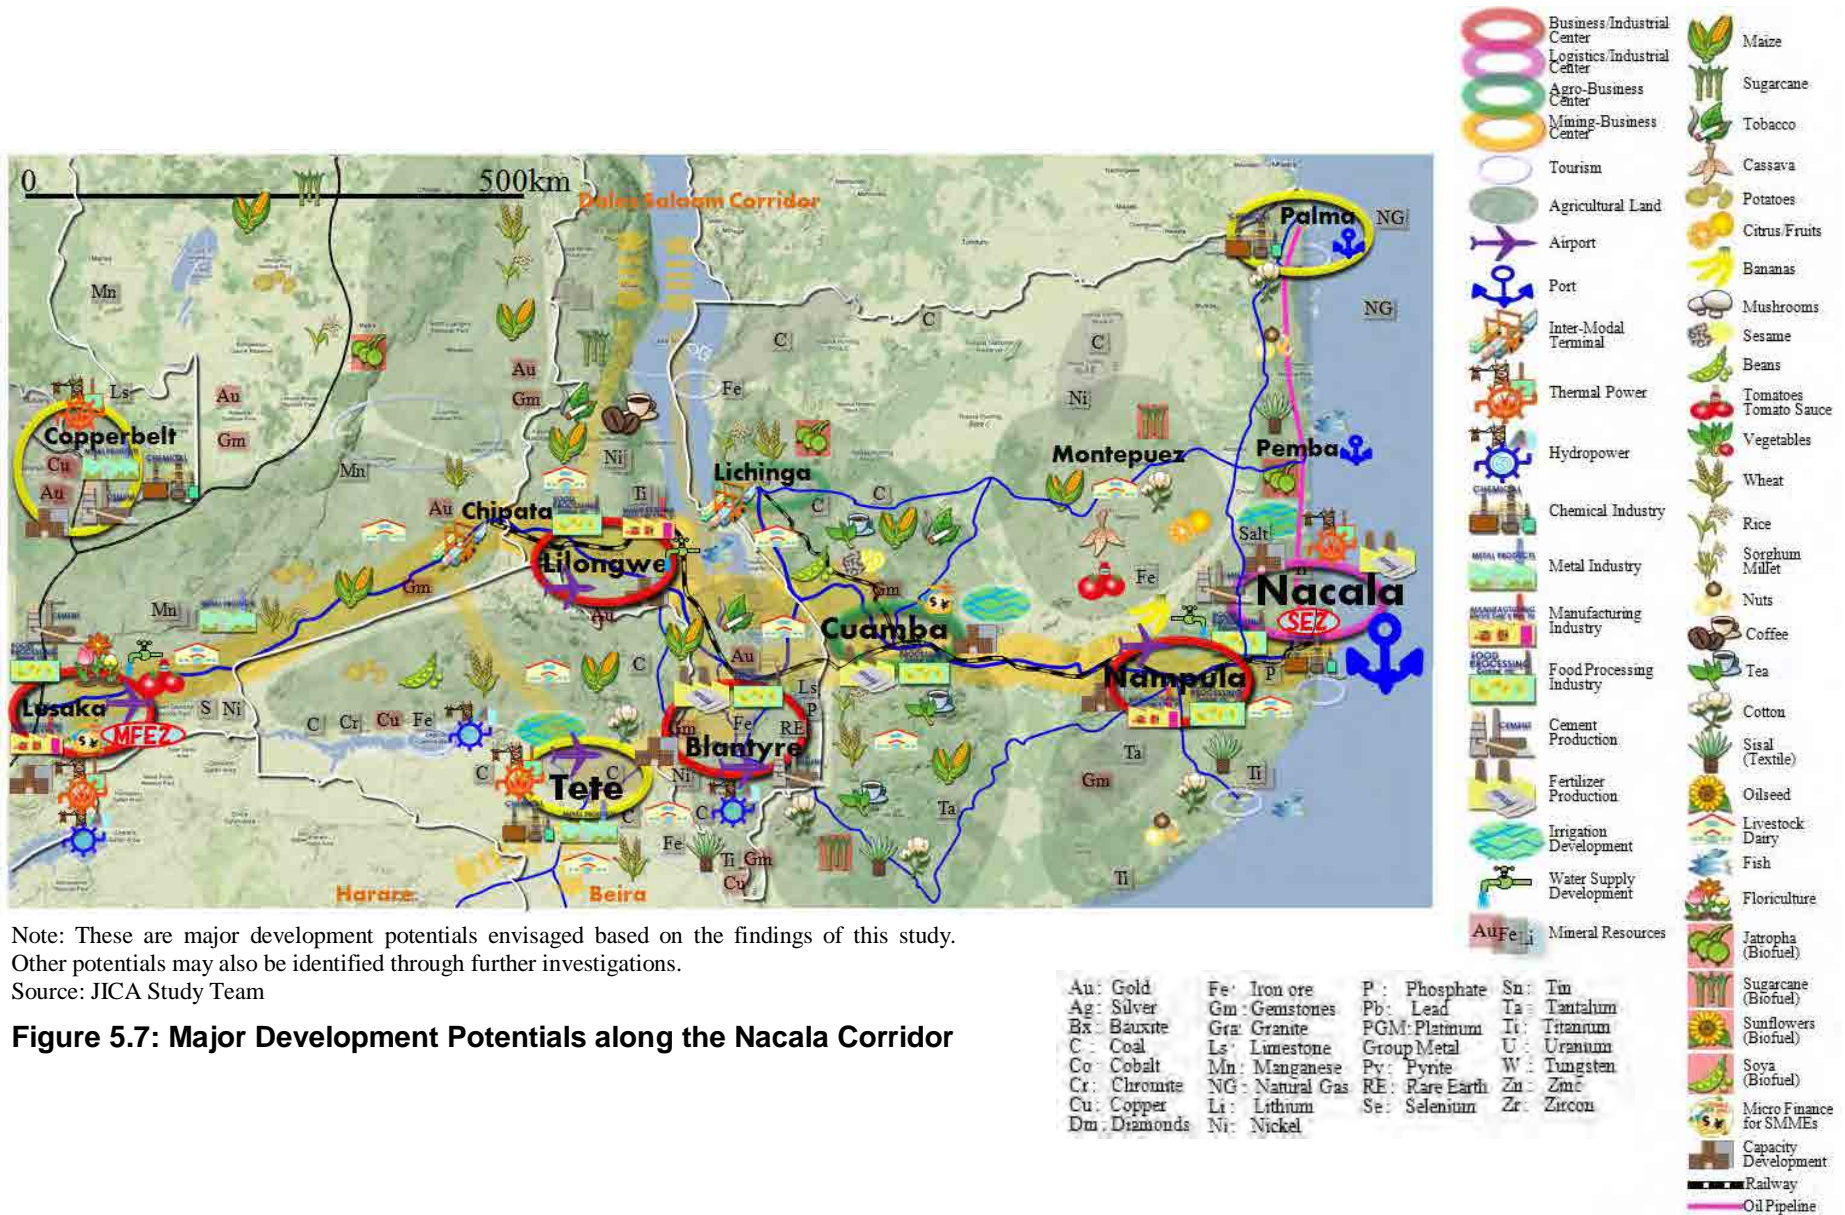 0 500km
Dales Salaam Corridor
Palma
NG
Mn
NG
C
C
C
Au
Gm
Fe
Ls
Au
Gm
Ni
Copperbelt
Cu
Au
Mn
Ni
Ti
Lichinga
Montepuez
Pemba
C
C
Au
Chipata
Salt
Lilongwe
Gm
Gm
Fe
Nacala
SEZ
Mn
Au
Cuamba
C
Au
Nampula
P
Lusaka
MFEZ
S Ni
C Cr Cu Fe
Ls
P
Gm
Fe
RE
Blantyre
Ta
Gm
Ti
C
Tete
C
Ni
C
C
Ta
Fe
Ti
Gm
Cu
Ti
Harare
Beira
Business/Industrial
Center
Logistics/Industrial
Center
Agro-Business
Center
Mining-Business
Center
Tourism
Agricultural Land
Airport
Port
Inter-Modal
Terminal
Thermal Power
Hydropower
Chemical Industry
Metal Industry
Manufacturing
Industry
Food Processing
Industry
Cement
Production
Fertilizer
Production
Irrigation
Development
Water Supply
Development
Au Fe Li Mineral Resources
Maize
Sugarcane
Tobacco
Cassava
Potatoes
Citrus/Fruits
Bananas
Mushrooms
Sesame
Beans
Tomatoes
Tomato Sauce
Vegetables
Wheat
Rice
Sorghum
Millet
Nuts
Coffee
Tea
Cotton
Sisal
(Textile)
Oilseed
Livestock
Dairy
Fish
Floriculture
Jatropha
(Biofuel)
Sugarcane
(Biofuel)
Sunflowers
(Biofuel)
Soya
(Biofuel)
Micro Finance
for SMMEs
Capacity
Development
Railway
Oil Pipeline
Note: These are major development potentials envisaged based on the findings of this study.
Other potentials may also be identified through further investigations.
Source: JICA Study Team
Figure 5.7: Major Development Potentials along the Nacala Corridor
Au: Gold Fe: Iron ore P : Phosphate Sn: Tin
Ag: Silver Gm: Gemstones Pb: Lead Ta: Tantalum
Bx: Bauxite Gra: Granite PGM: Platinum Ti: Titanium
C : Coal Ls: Limestone Group Metal U : Uranium
Co: Cobalt Mn: Manganese Py: Pyrite W: Tungsten
Cr: Chromite NG: Natural Gas RE: Rare Earth Zn: Zinc
Cu: Copper Li: Lithium Se: Selenium Zr: Zircon
Dm: Diamonds Ni: Nickel